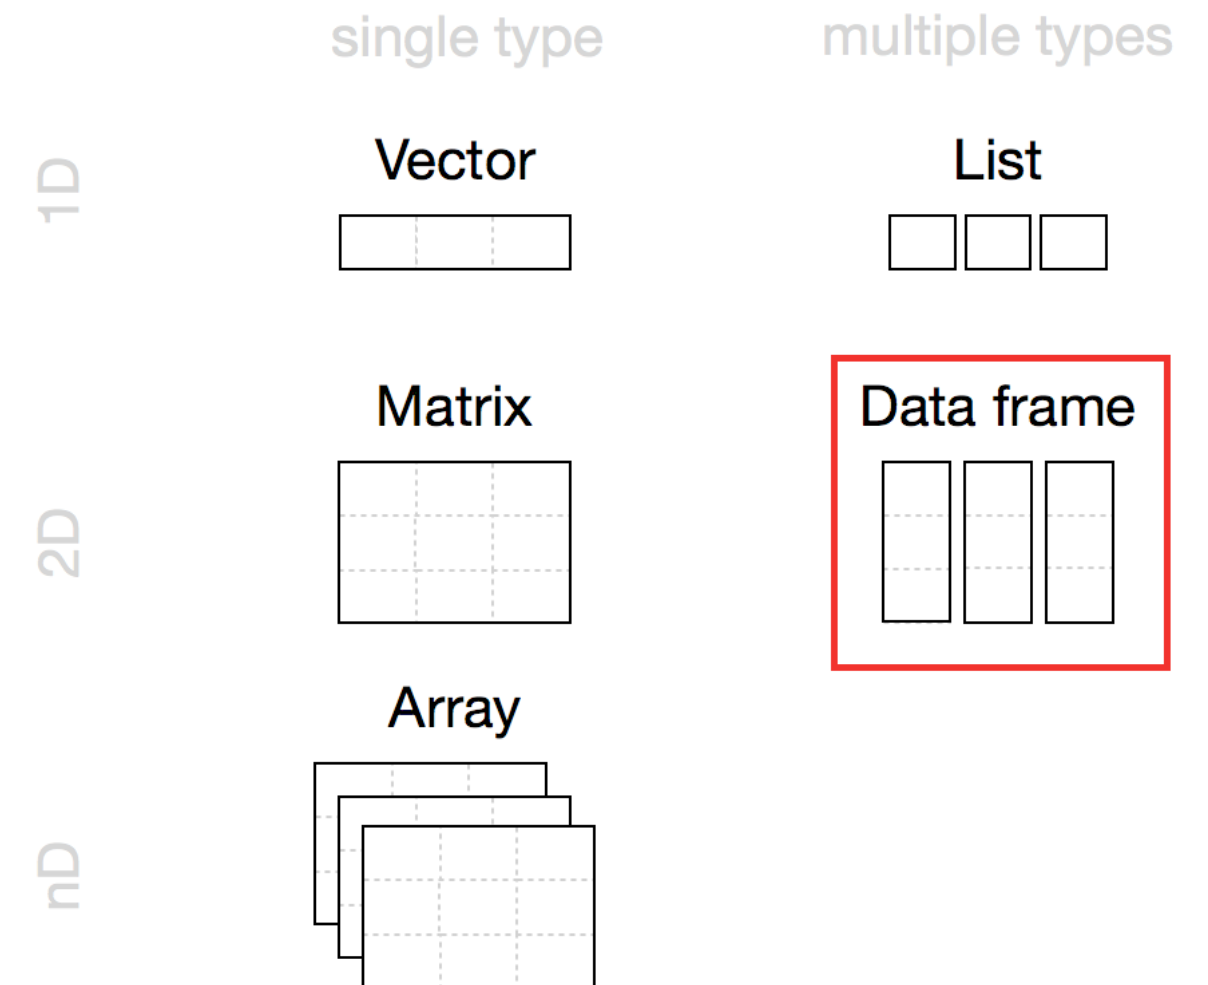 single type
multiple types
1D
Vector
List
2D
Matrix
Data frame
nD
Array